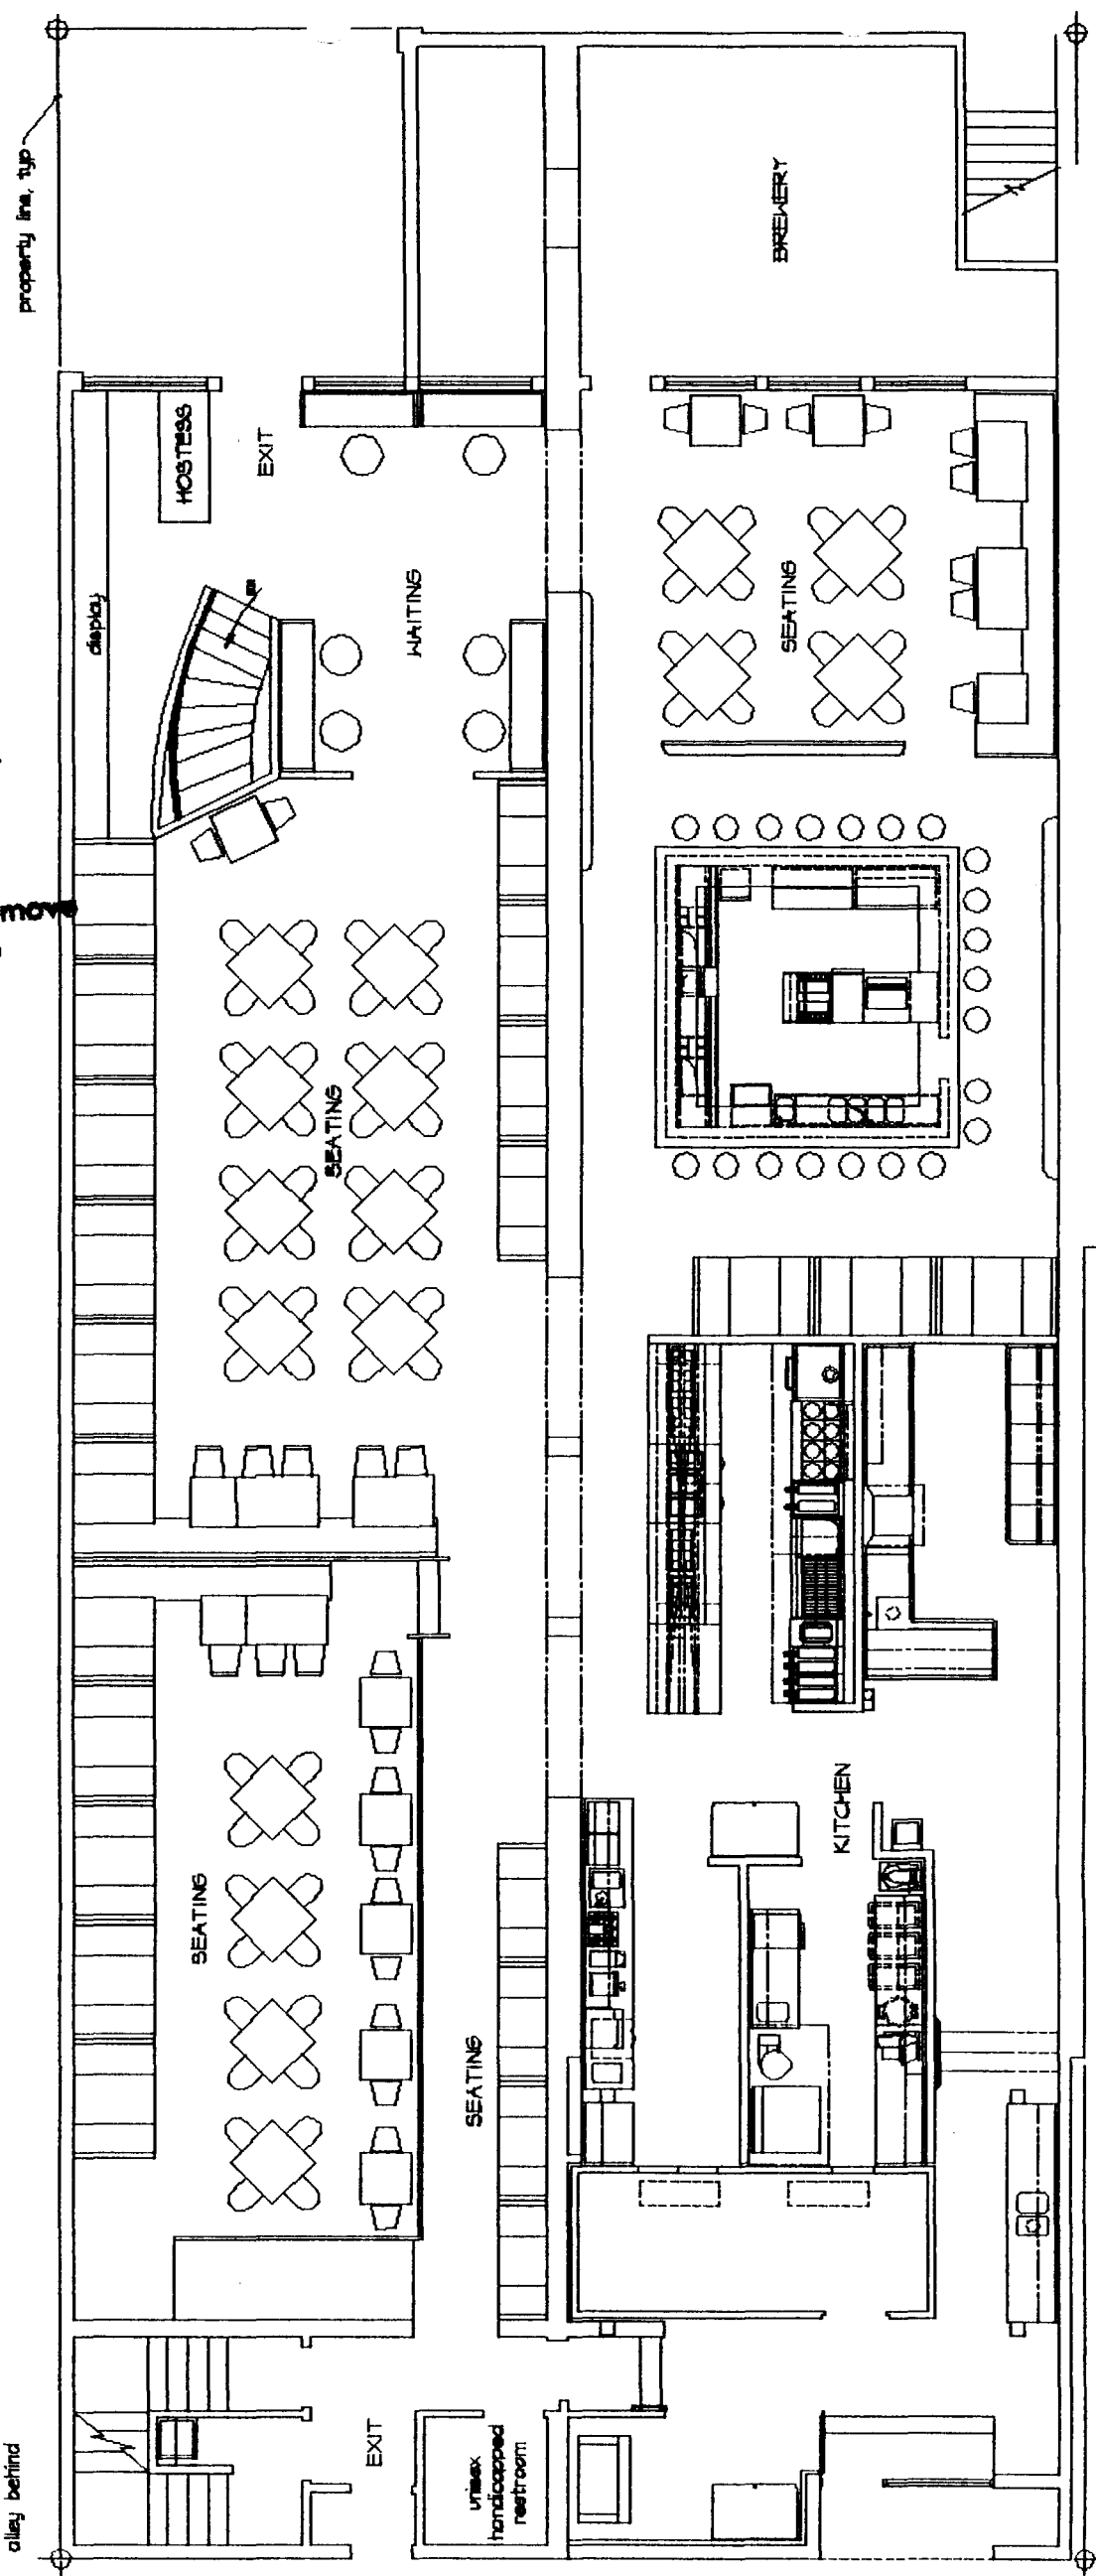 property line, typ
BREWERY
HOSTESS
EXIT
display
WAITING
SEATING
move
SEATING
SEATING
KITCHEN
SEATING
alley behind
EXIT
unisex
handicapped
restroom